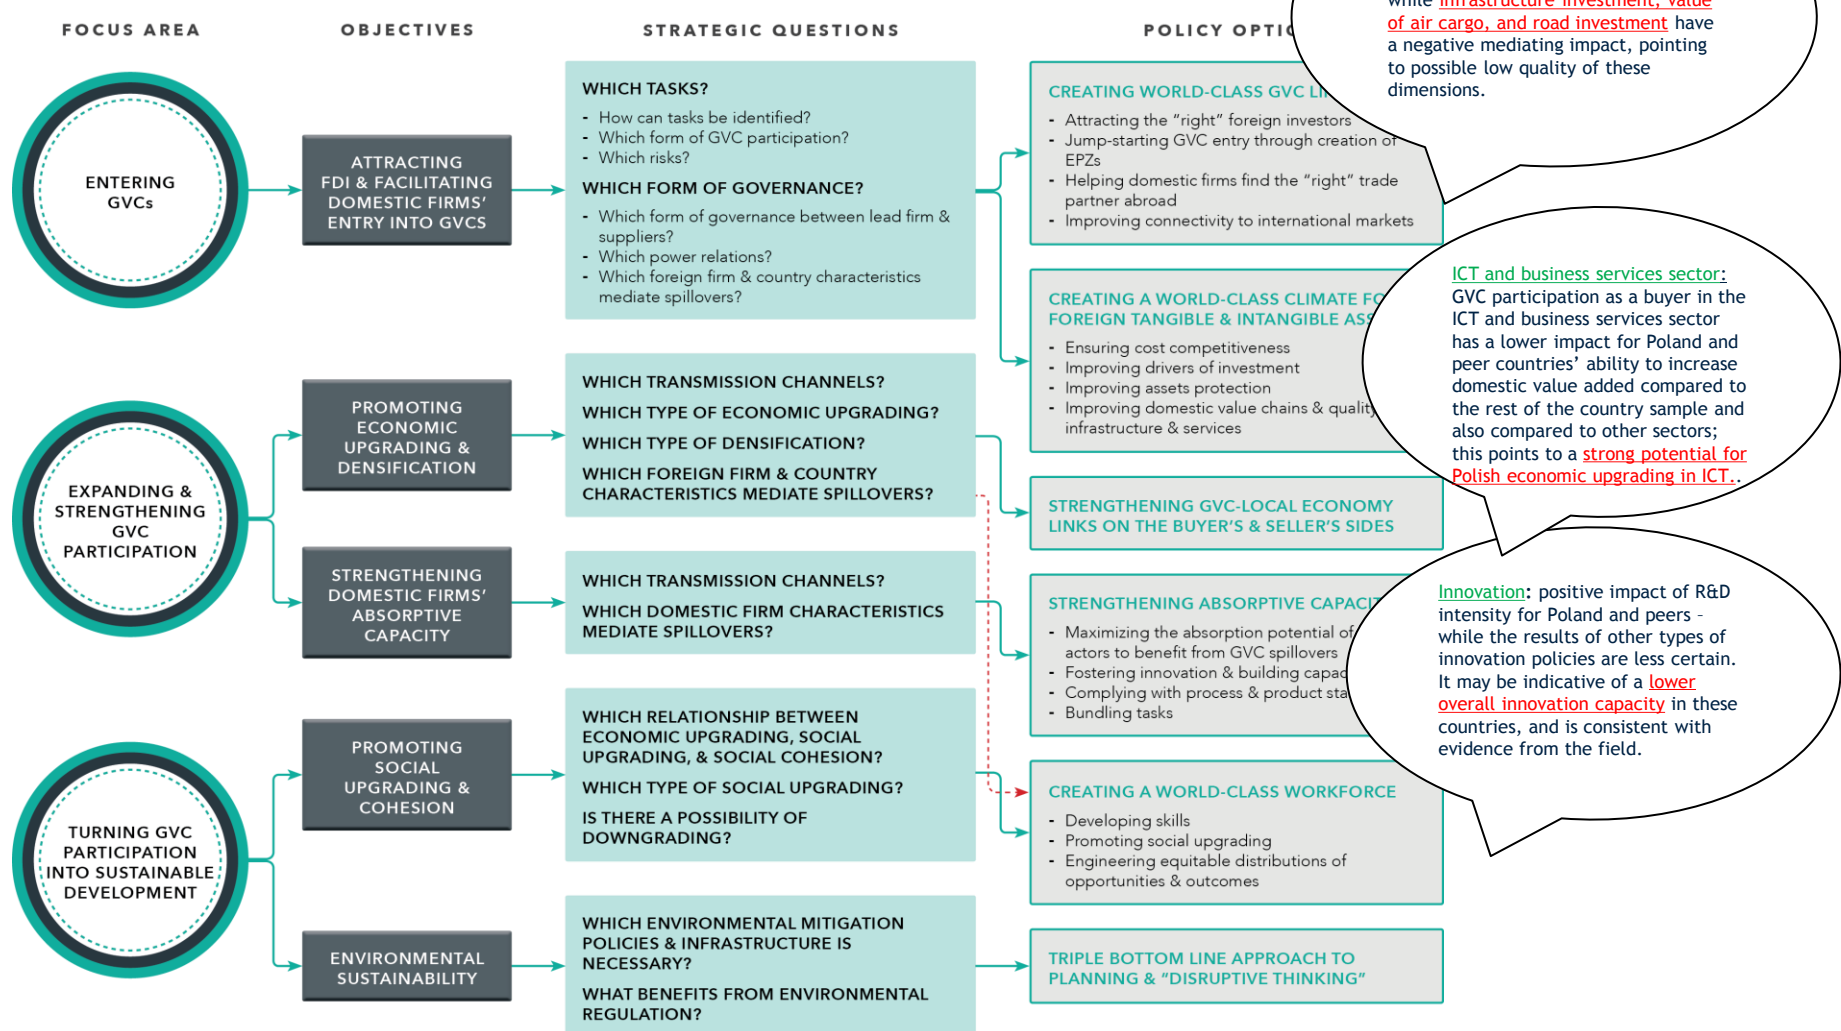 FOCUS AREA
OBJECTIVES
STRATEGIC QUESTIONS
POLICY
ENTERING
GVCs
ATTRACTING
FDI & FACILITATING
DOMESTIC FIRMS'
ENTRY INTO GVCS
WHICH TASKS?
- How can tasks be identified?
- Which form of GVC participation?
- Which risks?
WHICH FORM OF GOVERNANCE?
- Which form of governance between lead firm &
suppliers?
- Which power relations?
- Which foreign firm & country characteristics
mediate spillovers?
CREATING WORLD-CLASS GVC
- Attracting the "right" foreign investors
- Jump-starting GVC entry through creation of
EPZs
- Helping domestic firms find the "right" trade
partner abroad
- Improving connectivity to international markets
CREATING A WORLD-CLASS CLIMATE
FOREIGN TANGIBLE & INTANGIBLE
- Ensuring cost competitiveness
- Improving drivers of investment
- Improving assets protection
- Improving domestic value chains & quality
infrastructure & services
EXPANDING &
STRENGTHENING
GVC
PARTICIPATION
PROMOTING
ECONOMIC
UPGRADING &
DENSIFICATION
WHICH TRANSMISSION CHANNELS?
WHICH TYPE OF ECONOMIC UPGRADING?
WHICH TYPE OF DENSIFICATION?
WHICH FOREIGN FIRM & COUNTRY
CHARACTERISTICS MEDIATE SPILLOVERS?
STRENGTHENING GVC-LOCAL ECONOMY
LINKS ON THE BUYER'S & SELLER'S SIDES
STRENGTHENING
DOMESTIC FIRMS'
ABSORPTIVE
CAPACITY
WHICH TRANSMISSION CHANNELS?
WHICH DOMESTIC FIRM CHARACTERISTICS
MEDIATE SPILLOVERS?
STRENGTHENING ABSORPTIVE
- Maximizing the absorption potential of
actors to benefit from GVC spillovers
- Fostering innovation & building
- Complying with process & product
- Bundling tasks
TURNING GVC
PARTICIPATION
INTO SUSTAINABLE
DEVELOPMENT
PROMOTING
SOCIAL
UPGRADING &
COHESION
WHICH RELATIONSHIP BETWEEN
ECONOMIC UPGRADING, SOCIAL
UPGRADING, & SOCIAL COHESION?
WHICH TYPE OF SOCIAL UPGRADING?
IS THERE A POSSIBILITY OF
DOWNGRADING?
CREATING A WORLD-CLASS WORKFORCE
- Developing skills
- Promoting social upgrading
- Engineering equitable distributions of
opportunities & outcomes
ENVIRONMENTAL
SUSTAINABILITY
WHICH ENVIRONMENTAL MITIGATION
POLICIES & INFRASTRUCTURE IS
NECESSARY?
WHAT BENEFITS FROM ENVIRONMENTAL
REGULATION?
TRIPLE BOTTOM LINE APPROACH TO
PLANNING & "DISRUPTIVE THINKING"
while infrastructure investment, value
of air cargo, and road investment have
a negative mediating impact, pointing
to possible low quality of these
dimensions.
ICT and business services sector:
GVC participation as a buyer in the
ICT and business services sector
has a lower impact for Poland and
peer countries' ability to increase
domestic value added compared to
the rest of the country sample and
also compared to other sectors;
this points to a strong potential for
Polish economic upgrading in ICT..
Innovation: positive impact of R&D
intensity for Poland and peers –
while the results of other types of
innovation policies are less certain.
It may be indicative of a lower
overall innovation capacity in these
countries, and is consistent with
evidence from the field.